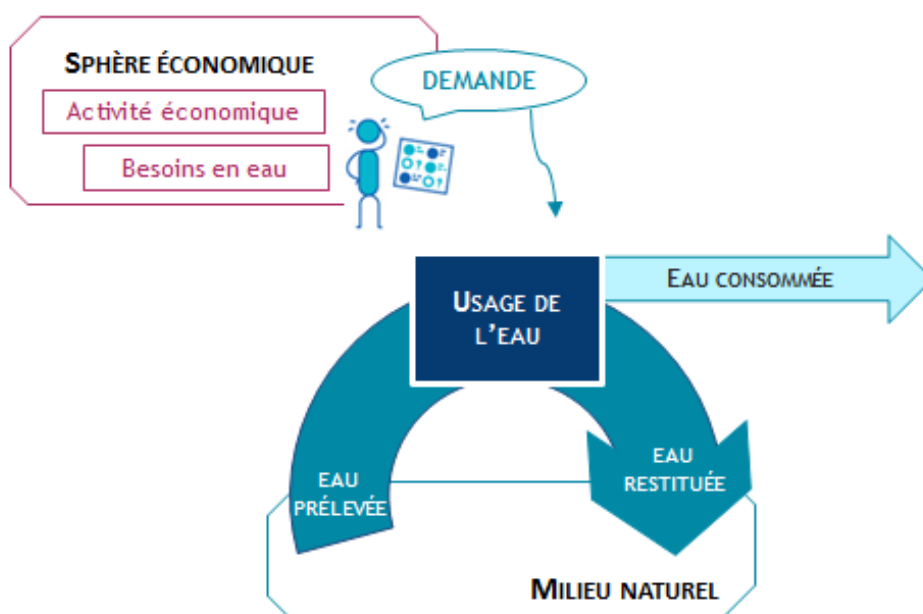 SPHÈRE ÉCONOMIQUE
Activité économique
Besoins en eau
DEMANDE
USAGE DE
L'EAU
EAU CONSOMMÉE
EAU
PRÉLEVÉE
EAU
RESTITUÉE
MILIEU NATUREL